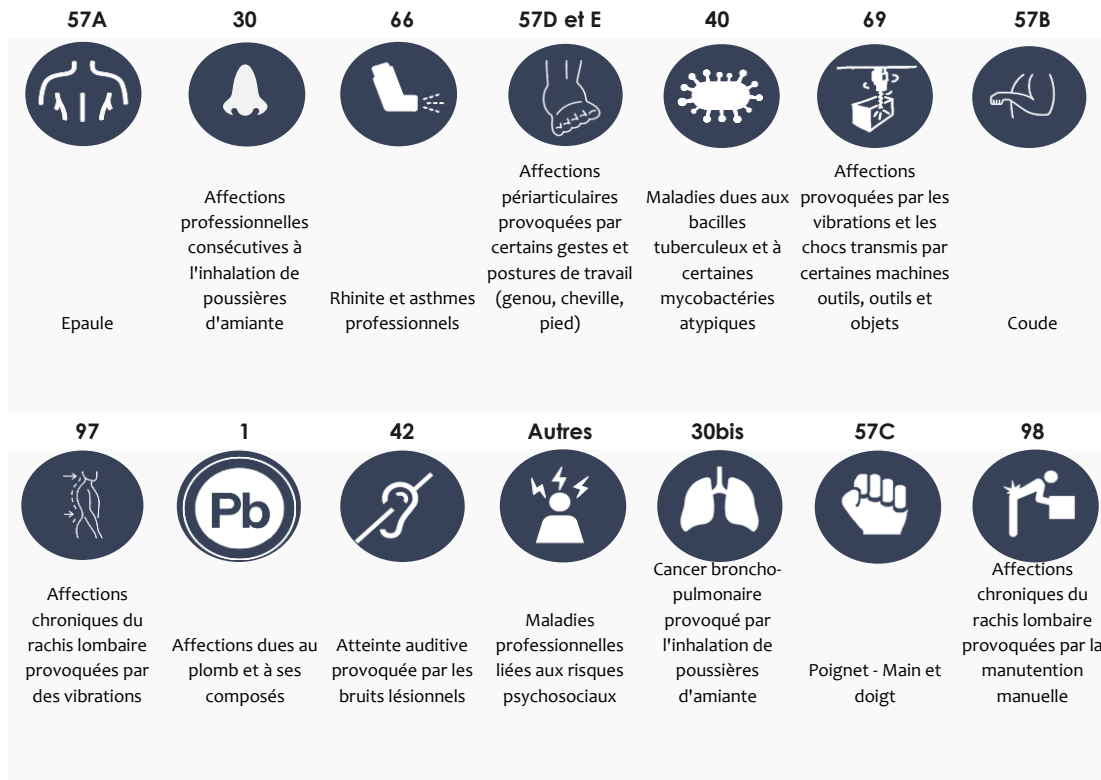 57A
30
66
57D et E
40
69
57B
Epaule
Affections
professionnelles
consécutives à
l'inhalation de
poussières
d'amiante
Rhinite et asthmes
professionnels
Affections
périarticulaires
provoquées par
certains gestes et
postures de travail
(genou, cheville,
pied)
Maladies dues aux
bacilles
tuberculeux et à
certaines
mycobactéries
atypiques
Affections
provoquées par les
vibrations et les
chocs transmis par
certaines machines
outils, outils et
objets
Coude
97
1
42
Autres
30bis
57C
98
Affections
chroniques du
rachis lombaire
provoquées par
des vibrations
Pb
Affections dues au
plomb et à ses
composés
Atteinte auditive
provoquée par les
bruits lésionnels
Maladies
professionnelles
liées aux risques
psychosociaux
Cancer broncho-
pulmonaire
provoqué par
l'inhalation de
poussières
d'amiante
Poignet - Main et
doigt
Affections
chroniques du
rachis lombaire
provoquées par la
manutention
manuelle